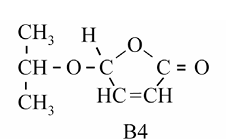 CH₃
H
O
CH – O – C C = O
HC=CH
CH₃
B4